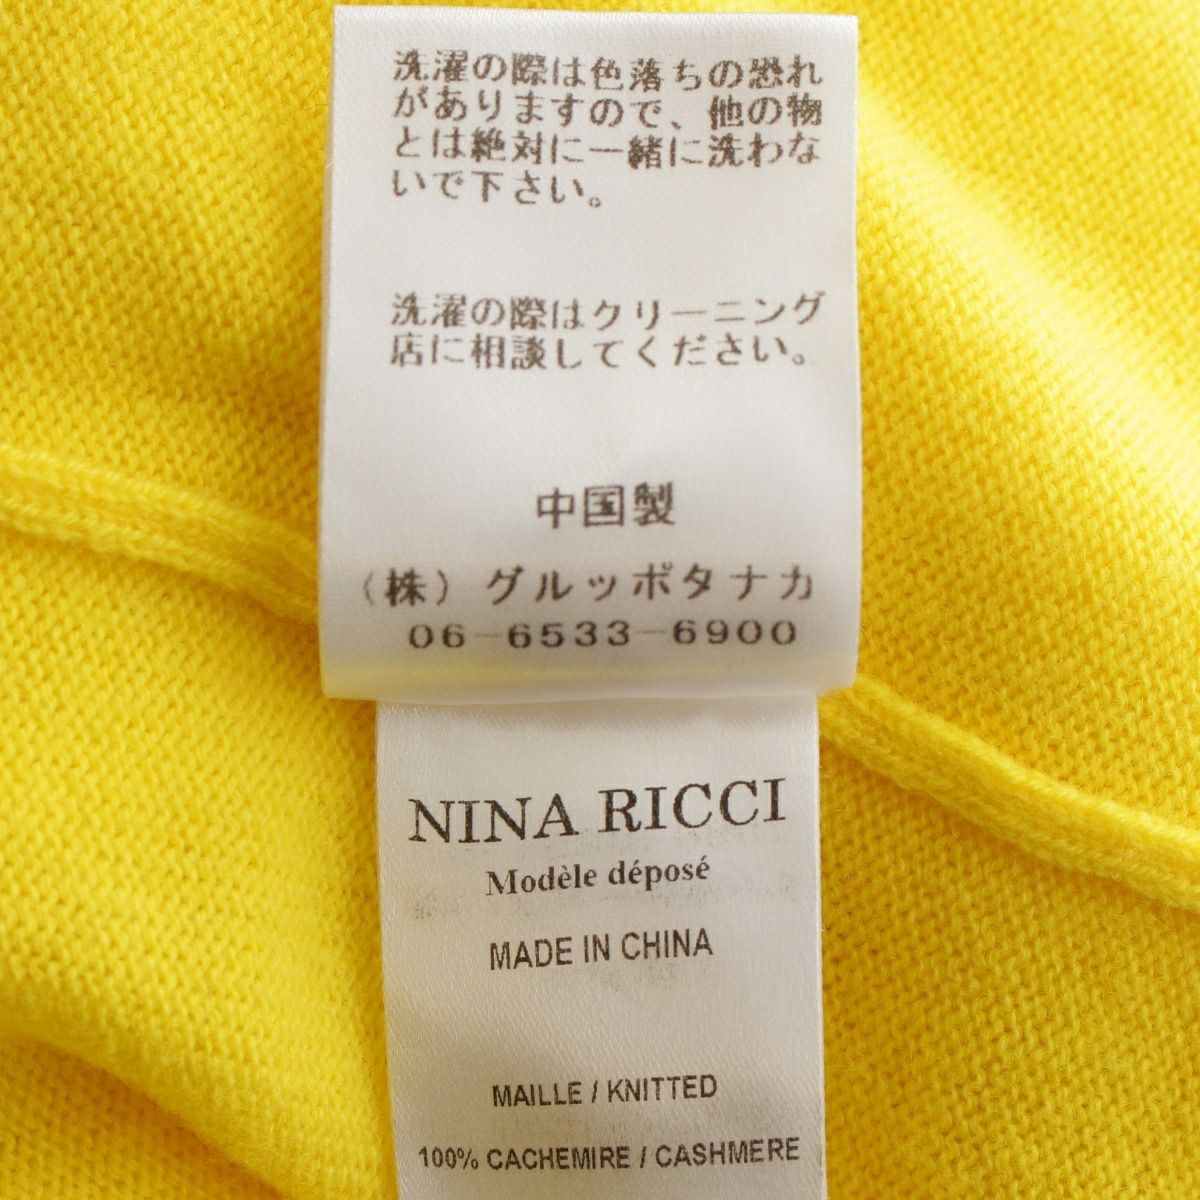 洗濯の際は色落ちの恐れ
がありますので、他の物
とは絶対に一緒に洗わな
いで下さい。
洗濯の際はクリーニング
店に相談してください。
中国製
（株）グルッポタナカ
06-6533-6900
NINA RICCI
Modèle déposé
MADE IN CHINA
MAILLE / KNITTED
100% CACHEMIRE / CASHMERE